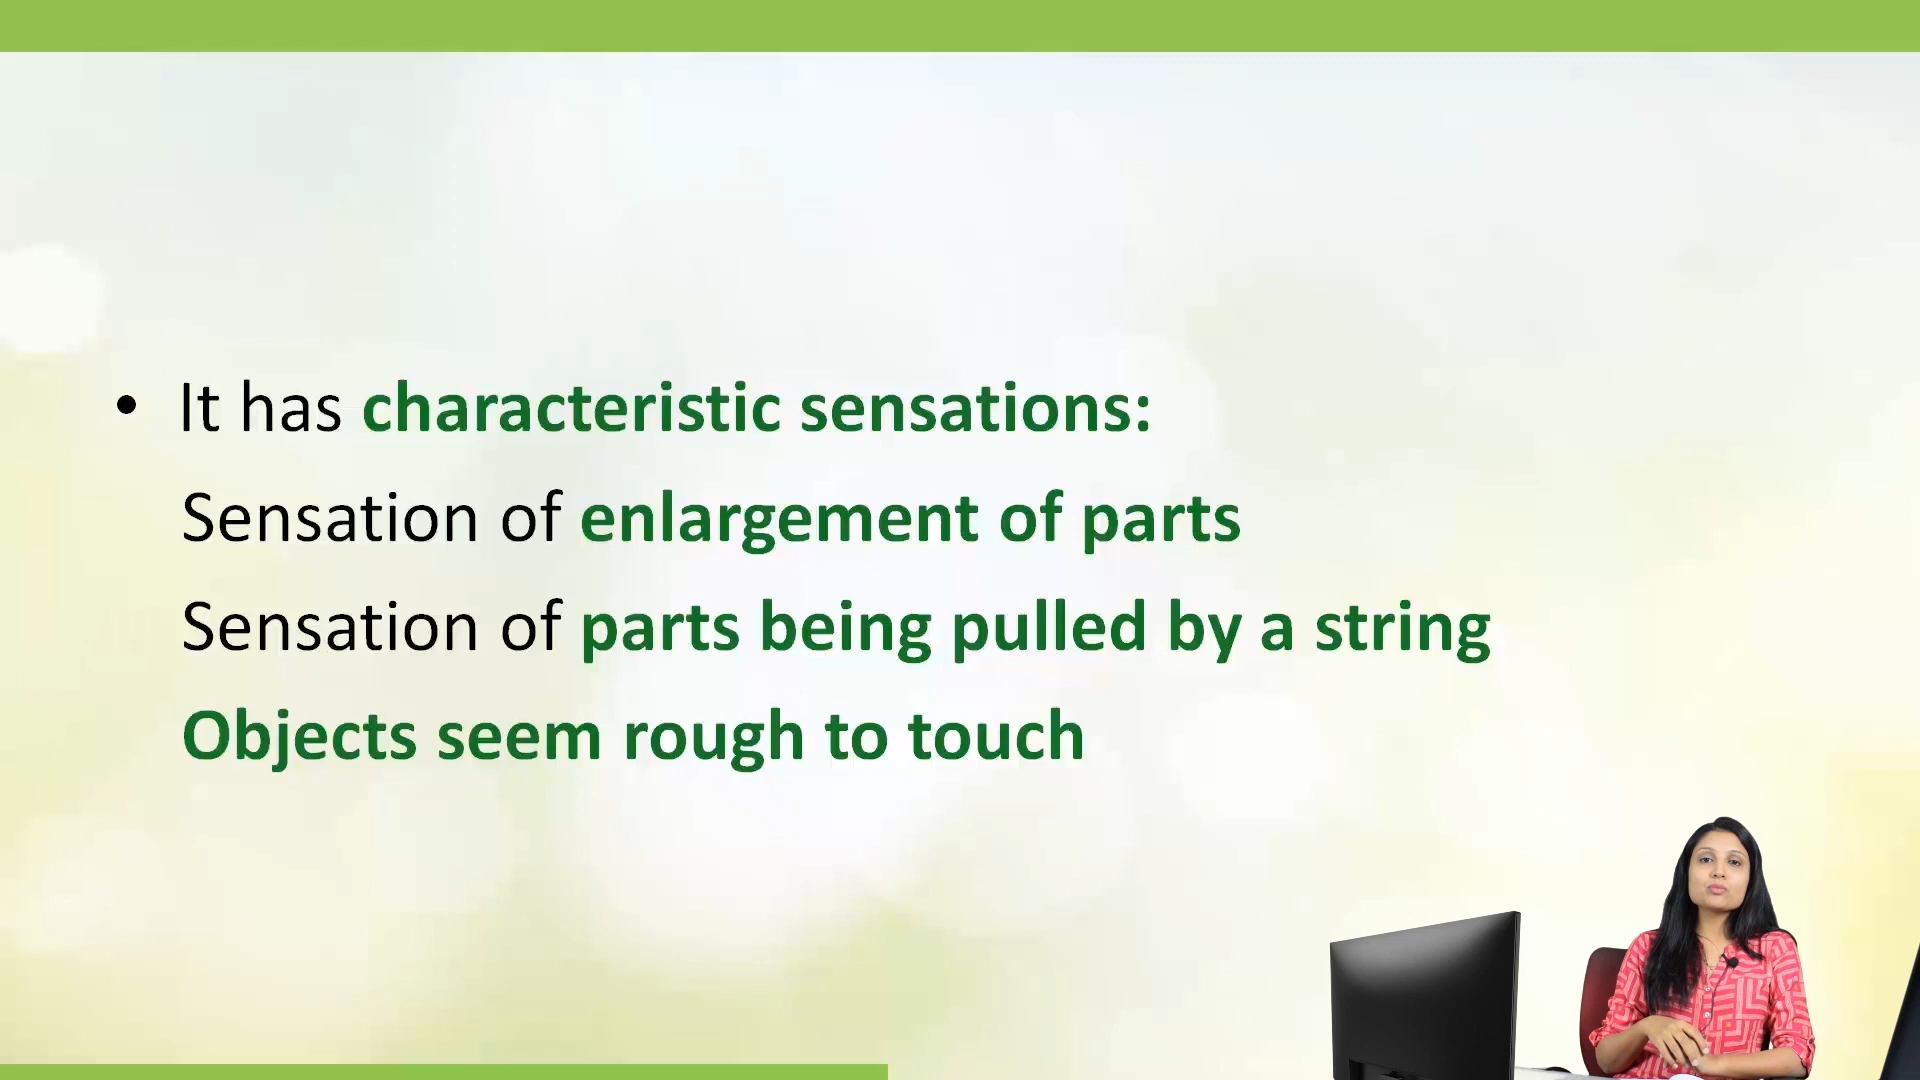 • It has characteristic sensations:
Sensation of enlargement of parts
Sensation of parts being pulled by a string
Objects seem rough to touch